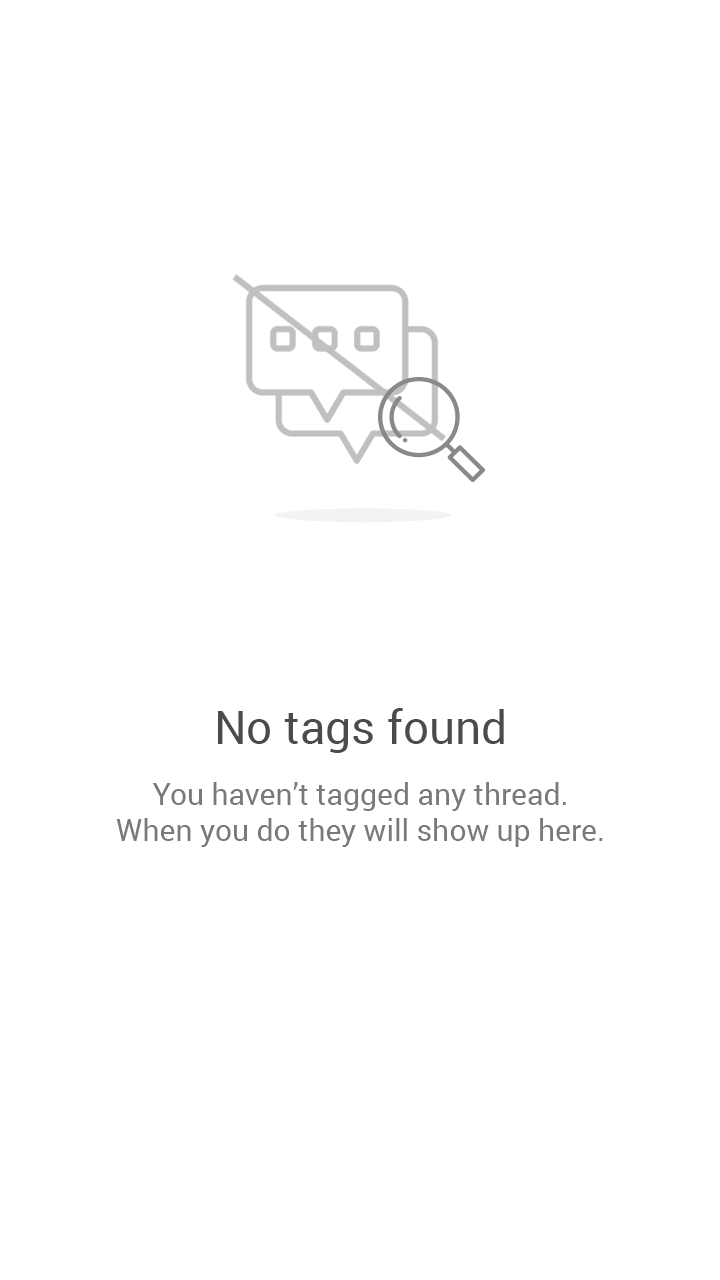 No tags found
You haven’t tagged any thread.
When you do they will show up here.